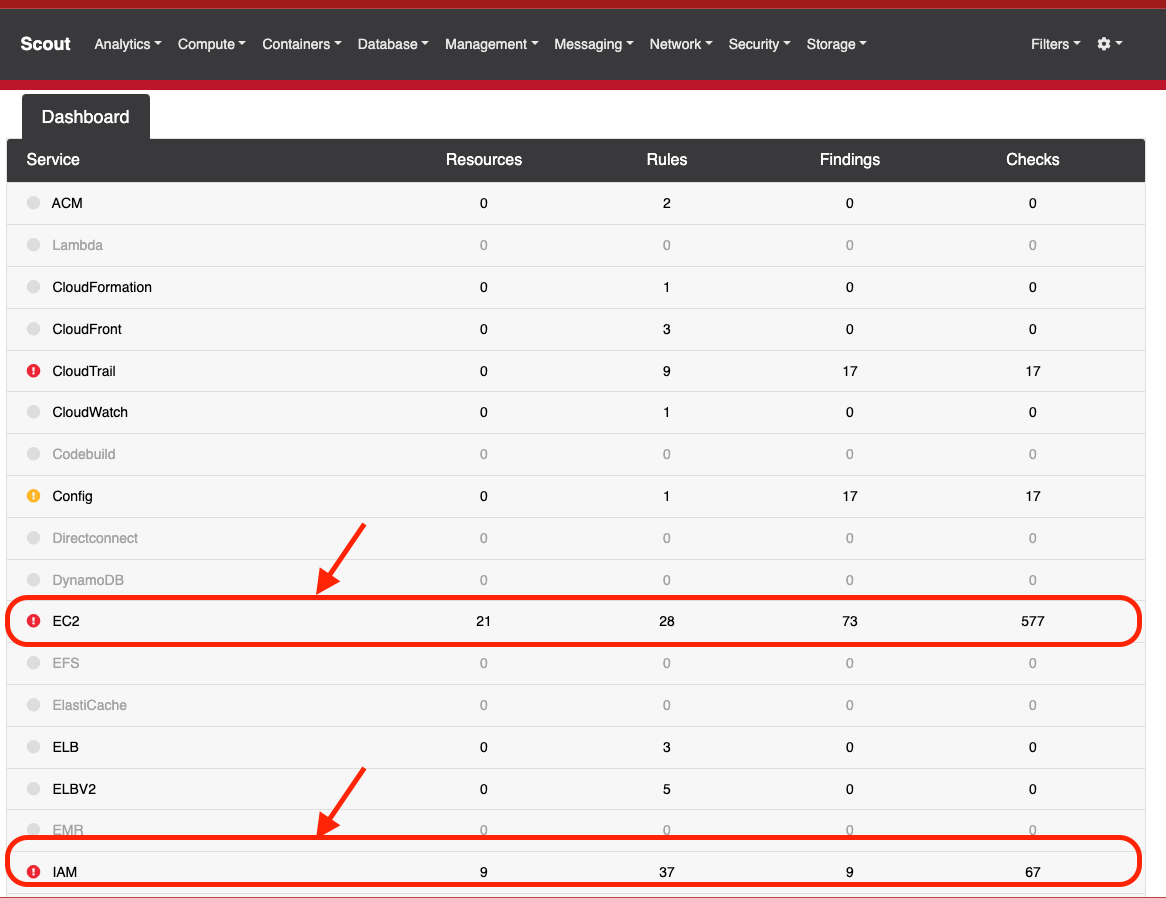 Scout Analytics Compute Containers Database Management Messaging Network Security Storage Filters
Dashboard
Service Resources Rules Findings Checks
ACM 0 2 0 0
Lambda 0 0 0 0
CloudFormation 0 1 0 0
CloudFront 0 3 0 0
CloudTrail 0 9 17 17
CloudWatch 0 1 0 0
Codebuild 0 0 0 0
Config 0 1 17 17
Directconnect 0 0 0 0
DynamoDB 0 0 0 0
EC2 21 28 73 577
EFS 0 0 0 0
ElastiCache 0 0 0 0
ELB 0 3 0 0
ELBV2 0 5 0 0
EMR 0 0 0 0
IAM 9 37 9 67